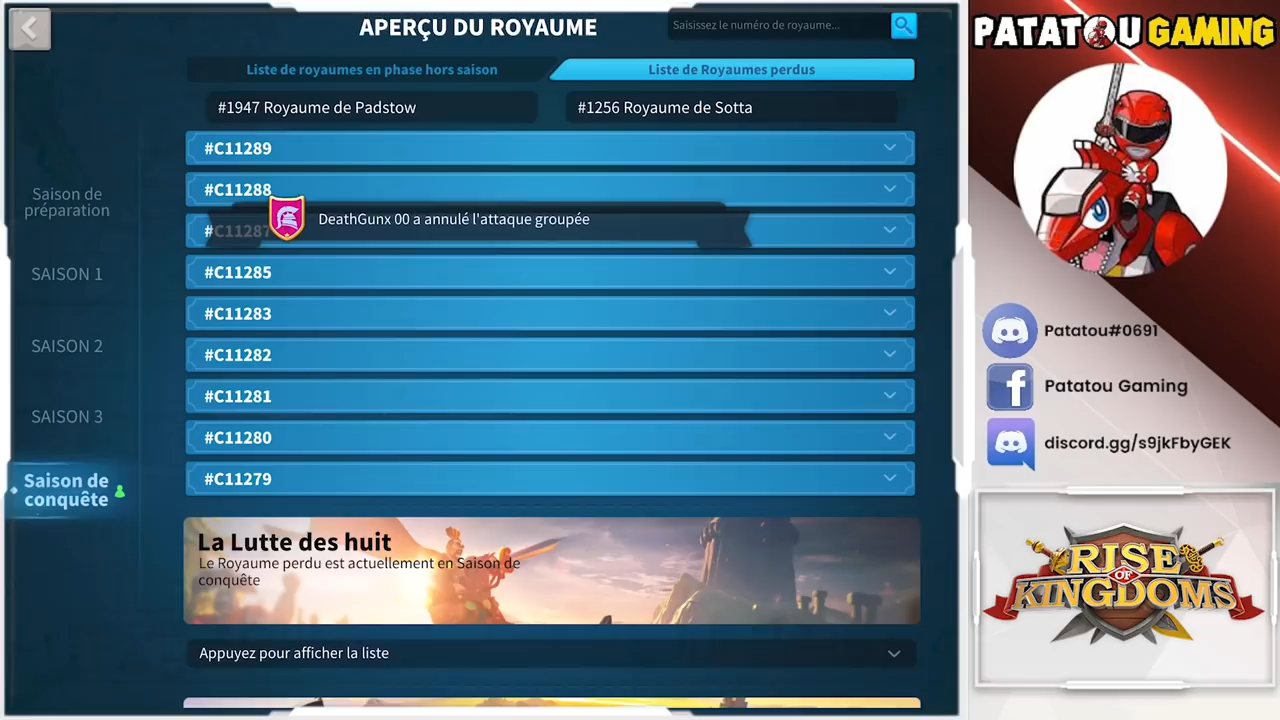 APERÇU DU ROYAUME
Saisissez le numéro de royaume...
Liste de royaumes en phase hors saison
Liste de Royaumes perdus
#1947 Royaume de Padstow
#1256 Royaume de Sotta
#C11289
#C11288
DeathGunx 00 a annulé l'attaque groupée
#C11287
#C11285
#C11283
#C11282
#C11281
#C11280
#C11279
Saison de
préparation
SAISON 1
SAISON 2
SAISON 3
Saison de
conquête
La Lutte des huit
Le Royaume perdu est actuellement en Saison de
conquête
Appuyez pour afficher la liste
PATATOU GAMING
Patatou#0691
Patatou Gaming
discord.gg/s9jkFbyGEK
RISE
OF
KINGDOMS